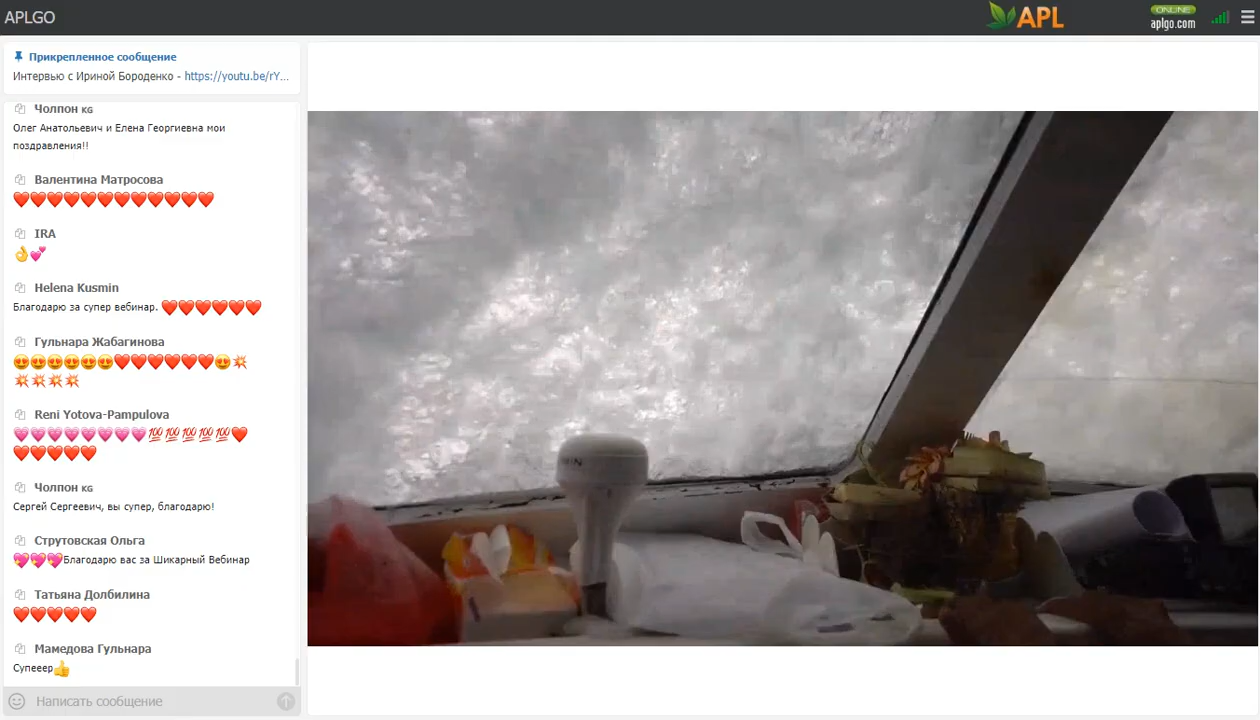 APLGO
APL
ONLINE
aplgo.com
Прикрепленное сообщение
Интервью с Ириной Бороденко - https://youtu.be/rY...
Чолпон KG
Олег Анатольевич и Елена Георгиевна мои
поздравления!!
Валентина Матросова
❤️❤️❤️❤️❤️❤️❤️❤️❤️❤️❤️❤️
IRA
👌💕
Helena Kusmin
Благодарю за супер вебинар. ❤️❤️❤️❤️❤️❤️
Гульнара Жабагинова
😍😍😍😍😍😍❤️❤️❤️❤️❤️❤️😍💥
💥💥💥💥
Reni Yotova-Pampulova
💗💗💗💗💗💗💗💗💯💯💯💯💯❤️
❤️❤️❤️❤️❤️
Чолпон KG
Сергей Сергеевич, вы супер, благодарю!
Струтовская Ольга
💖💖💖Благодарю вас за Шикарный Вебинар
Татьяна Долбилина
❤️❤️❤️❤️❤️
Мамедова Гульнара
Супееер👍
Написать сообщение